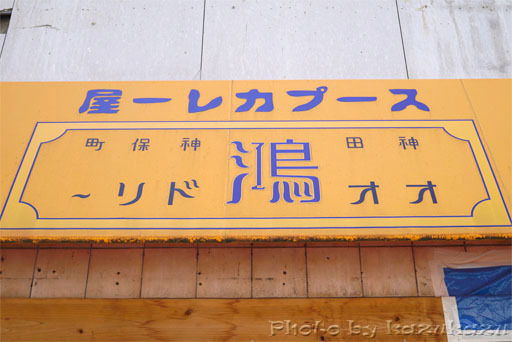 スープカレー屋
神田 神保町
鴻
オオドリ～
Photo by kazukazu